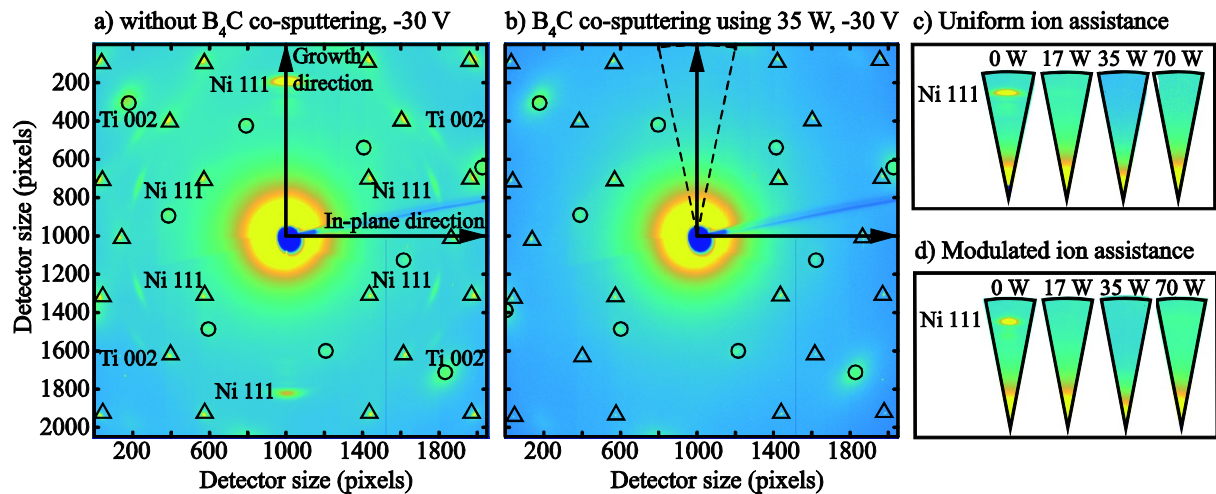 a) without B4C co-sputtering, -30 V
b) B4C co-sputtering using 35 W, -30 V
c) Uniform ion assistance
0 W 17 W 35 W 70 W
Ni 111
d) Modulated ion assistance
0 W 17 W 35 W 70 W
Ni 111
Growth
direction
Ni 111
Ti 002
Ti 002
Ni 111
Ni 111
In-plane direction
Ni 111
Ni 111
Ti 002
Ti 002
Ni 111
200
400
600
800
1000
1200
1400
1600
1800
2000
Detector size (pixels)
200 600 1000 1400 1800
200 600 1000 1400 1800
Detector size (pixels)
Detector size (pixels)